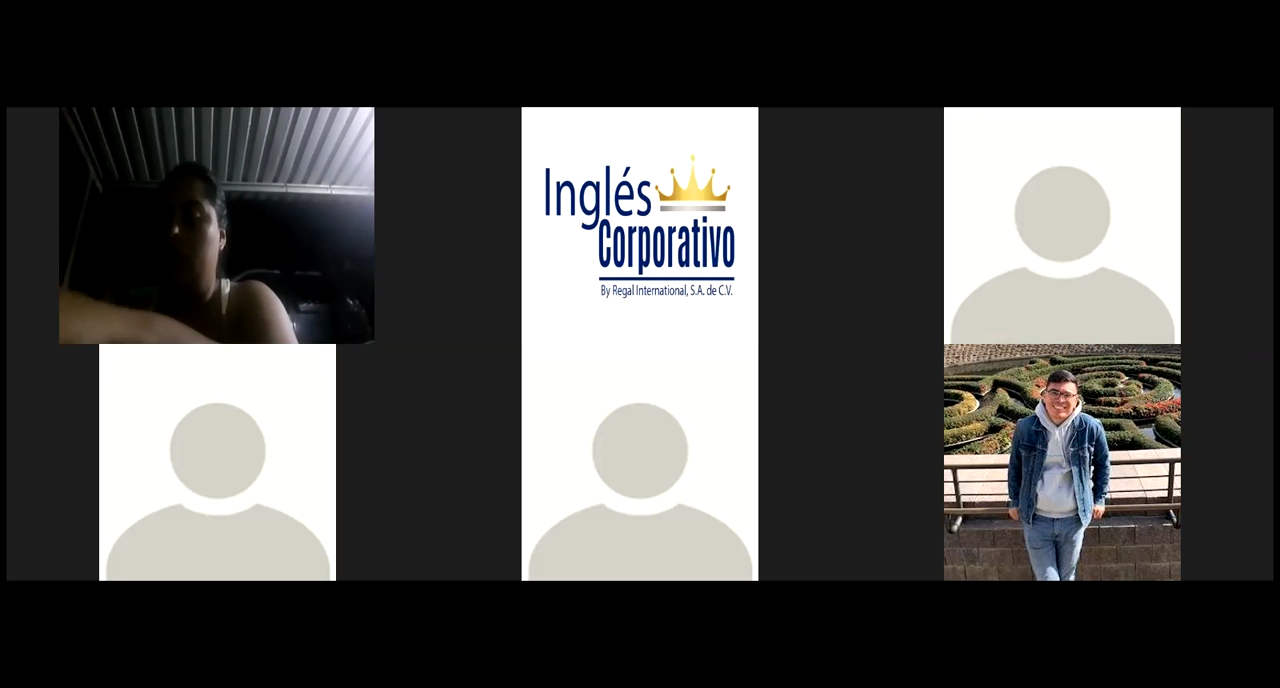 Inglés
Corporativo
By Regal International, S.A. de C.V.